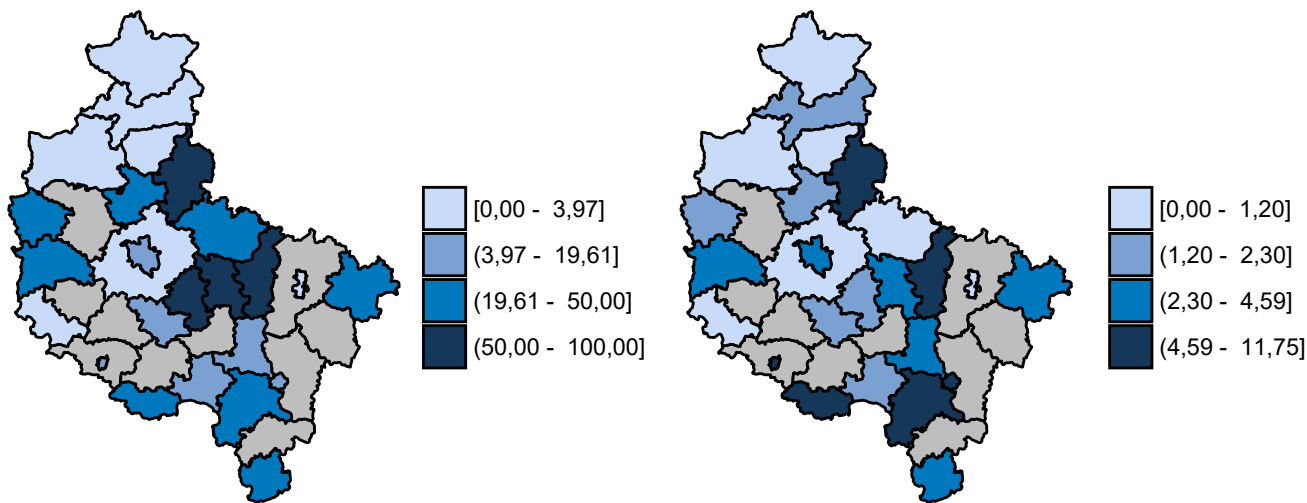 [0,00 - 3,97]
(3,97 - 19,61]
(19,61 - 50,00]
(50,00 - 100,00]
[0,00 - 1,20]
(1,20 - 2,30]
(2,30 - 4,59]
(4,59 - 11,75]